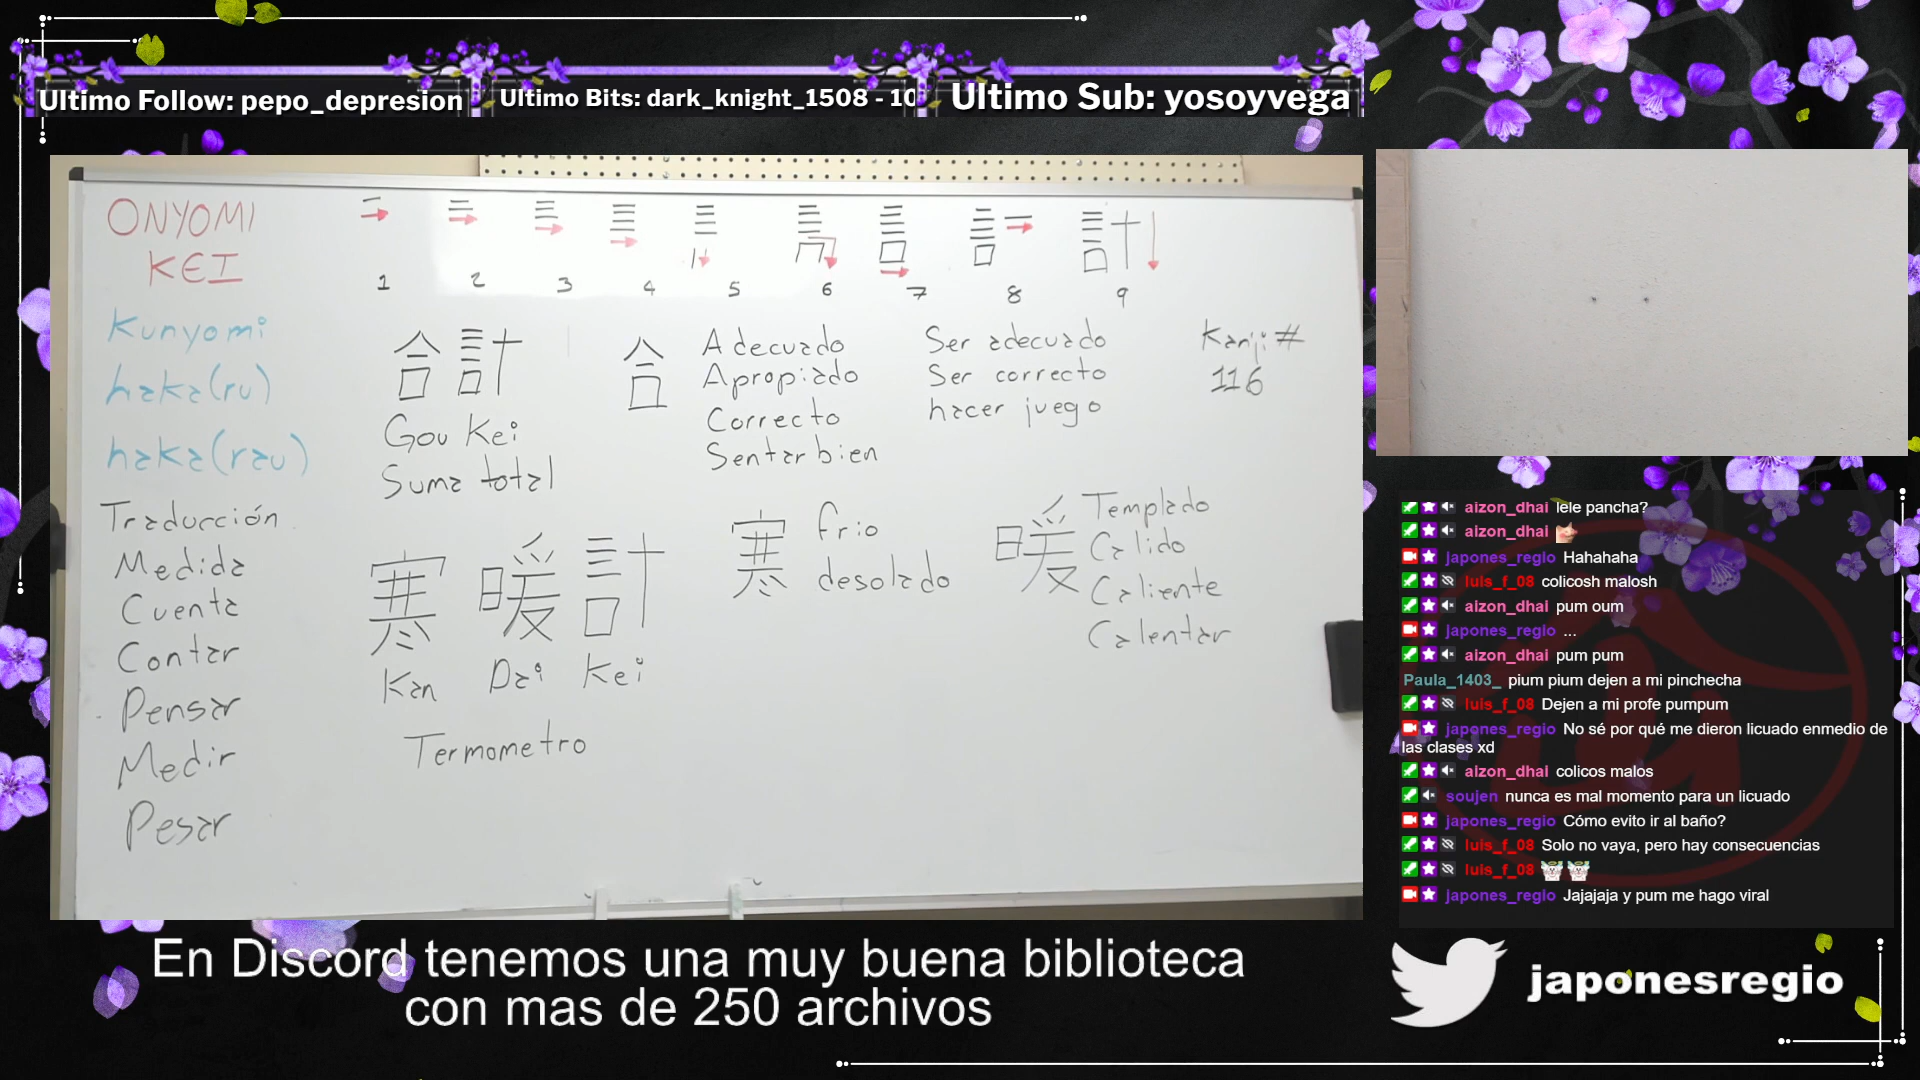 Ultimo Follow: pepo_depresion
Ultimo Bits: dark_knight_1508 - 10
Ultimo Sub: yosoyvega
ONYOMI
KEI
1 2 3 4 5 6 7 8 9
Kunyomi
haka(ru)
haka(rau)
Traducción
Medida
Cuenta
Contar
Pensar
Medir
Pesar
合計
Gou Kei
Suma total
合
Adecuado
Apropiado
Correcto
Sentar bien
Ser adecuado
Ser correcto
hacer juego
Kanji #
116
寒暖計
Kan Dai Kei
Termometro
寒
frio
desolado
暖
Templado
Calido
Caliente
Calentar
aizon_dhai lele pancha?
aizon_dhai
japones_regio Hahahaha
luis_f_08 colicosh malosh
aizon_dhai pum oum
japones_regio ...
aizon_dhai pum pum
Paula_1403_ pium pium dejen a mi pinchecha
luis_f_08 Dejen a mi profe pumpum
japones_regio No sé por qué me dieron licuado enmedio de
las clases xd
aizon_dhai colicos malos
soujen nunca es mal momento para un licuado
japones_regio Cómo evito ir al baño?
luis_f_08 Solo no vaya, pero hay consecuencias
luis_f_08
japones_regio Jajajaja y pum me hago viral
En Discord tenemos una muy buena biblioteca
con mas de 250 archivos
japonesregio